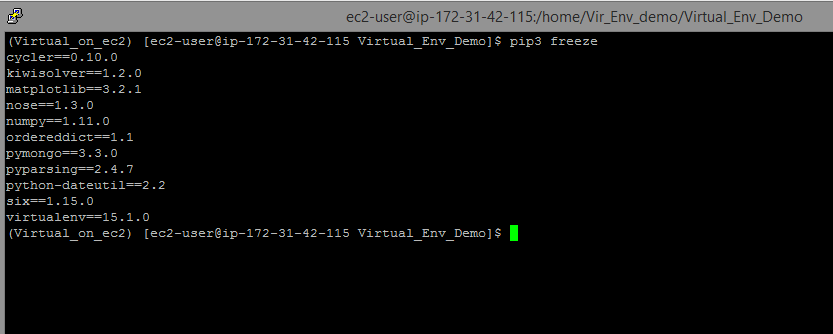 ec2-user@ip-172-31-42-115:/home/Vir_Env_demo/Virtual_Env_Demo
(Virtual_on_ec2) [ec2-user@ip-172-31-42-115 Virtual_Env_Demo]$ pip3 freeze
cycler==0.10.0
kiwisolver==1.2.0
matplotlib==3.2.1
nose==1.3.0
numpy==1.11.0
ordereddict==1.1
pymongo==3.3.0
pyparsing==2.4.7
python-dateutil==2.2
six==1.15.0
virtualenv==15.1.0
(Virtual_on_ec2) [ec2-user@ip-172-31-42-115 Virtual_Env_Demo]$